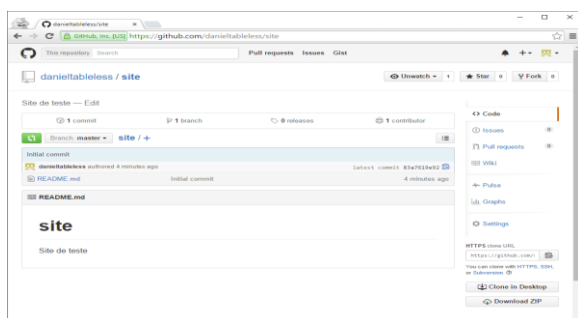 danieltableless/site
GitHub, Inc. [US] https://github.com/danieltableless/site
This repository Search Pull requests Issues Gist
danieltableless / site Unwatch 1 Star 0 Fork 0
Site de teste — Edit
1 commit 1 branch 0 releases 1 contributor
Branch: master site / +
Initial commit
danieltableless authored 4 minutes ago latest commit
README.md Initial commit 4 minutes ago
README.md
site
Site de teste
Code
Issues 0
Pull requests 0
Wiki
Pulse
Graphs
Settings
HTTPS clone URL
https://github.com/
You can clone with HTTPS, SSH,
or Subversion.
Clone in Desktop
Download ZIP